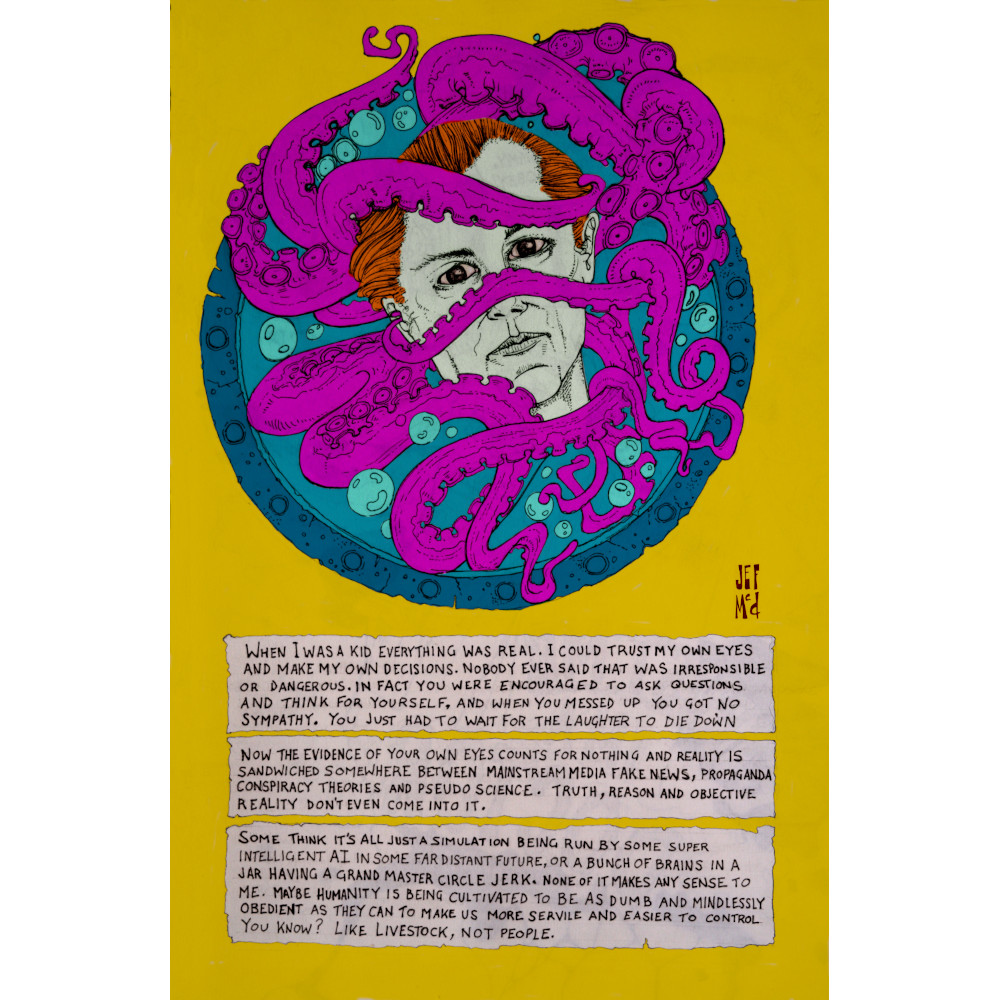 JEF
McD
WHEN I WAS A KID EVERYTHING WAS REAL. I COULD TRUST MY OWN EYES
AND MAKE MY OWN DECISIONS. NOBODY EVER SAID THAT WAS IRRESPONSIBLE
OR DANGEROUS. IN FACT YOU WERE ENCOURAGED TO ASK QUESTIONS
AND THINK FOR YOURSELF, AND WHEN YOU MESSED UP YOU GOT NO
SYMPATHY. YOU JUST HAD TO WAIT FOR THE LAUGHTER TO DIE DOWN
NOW THE EVIDENCE OF YOUR OWN EYES COUNTS FOR NOTHING AND REALITY IS
SANDWICHED SOMEWHERE BETWEEN MAINSTREAM MEDIA FAKE NEWS, PROPAGANDA
CONSPIRACY THEORIES AND PSEUDO SCIENCE. TRUTH, REASON AND OBJECTIVE
REALITY DON'T EVEN COME INTO IT.
SOME THINK IT'S ALL JUST A SIMULATION BEING RUN BY SOME SUPER
INTELLIGENT AI IN SOME FAR DISTANT FUTURE, OR A BUNCH OF BRAINS IN A
JAR HAVING A GRAND MASTER CIRCLE JERK. NONE OF IT MAKES ANY SENSE TO
ME. MAYBE HUMANITY IS BEING CULTIVATED TO BE AS DUMB AND MINDLESSLY
OBEDIENT AS THEY CAN TO MAKE US MORE SERVILE AND EASIER TO CONTROL
YOU KNOW? LIKE LIVESTOCK, NOT PEOPLE.